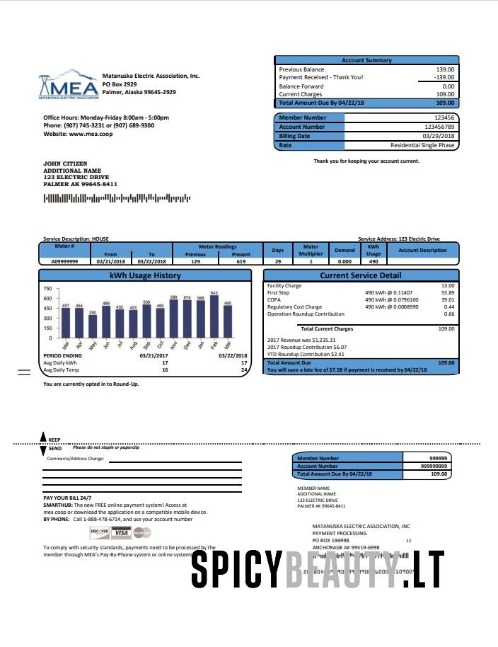 MEA
MATANUSKA ELECTRIC ASSOCIATION
Matanuska Electric Association, Inc.
PO Box 2929
Palmer, Alaska 99645-2929
Office Hours: Monday-Friday 8:00am - 5:00pm
Phone: (907) 745-3231 or (907) 689-9300
Website: www.mea.coop
Account Summary
Previous Balance 139.00
Payment Received - Thank You! -139.00
Balance Forward 0.00
Current Charges 109.00
Total Amount Due By 04/22/18 109.00
Member Number 123456
Account Number 123456789
Billing Date 03/29/2018
Rate Residential Single Phase
Thank you for keeping your account current.
JOHN CITIZEN
ADDITIONAL NAME
123 ELECTRIC DRIVE
PALMER AK 99645-8411
Service Description: HOUSE Service Address: 123 Electric Drive
Meter # Meter Readings Days Meter Multiplier Demand KWh Usage Account Description
From To Previous Present
A09999999 02/21/2018 03/22/2018 129 619 29 1 0.000 490
kWh Usage History
750
600
450
300
150
0
Mar Apr May Jun Jul Aug Sep Oct Nov Dec Jan Feb Mar
PERIOD ENDING 03/21/2017 03/22/2018
Avg Daily kWh 17 17
Avg Daily Temp 16 24
You are currently opted in to Round-Up.
Current Service Detail
Facility Charge 13.00
First Step 490 kWh @ 0.11407 55.89
COPA 490 kWh @ 0.0796100 39.01
Regulatory Cost Charge 490 kWh @ 0.0008990 0.44
Operation Roundup Contribution 0.66
Total Current Charges 109.00
2017 Revenue was $1,235.31
2017 Roundup Contribution $6.07
YTD Roundup Contribution $2.41
Total Amount Due 109.00
You will save a late fee of $7.58 if payment is received by 04/22/18
KEEP
SEND Please do not staple or paperclip
Comments/Address Change:
Member Number 999999
Account Number 999999999
Total Amount Due By 04/22/18 109.00
MEMBER NAME
ADDITIONAL NAME
123 ELECTRIC DRIVE
PALMER AK 99645-8411
PAY YOUR BILL 24/7
SMARTHUB: The new FREE online payment system! Access at
mea.coop or download the application on a compatible mobile device.
BY PHONE: Call 1-888-478-6734, and use your account number
DISCOVER VISA
To comply with security standards, payments need to be processed by the
member through MEA's Pay-By-Phone system or online system
MATANUSKA ELECTRIC ASSOCIATION, INC
PAYMENT PROCESSING
PO BOX 196998 12
ANCHORAGE AK 99519-6998
SPICYBEAUTY.LT